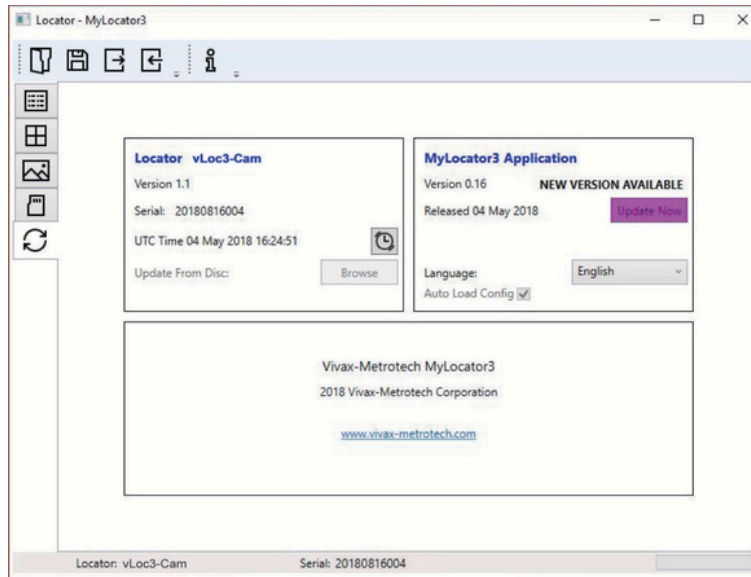 Locator - MyLocator3
Locator vLoc3-Cam
Version 1.1
Serial: 20180816004
UTC Time 04 May 2018 16:24:51
Update From Disc:
Browse
MyLocator3 Application
Version 0.16 NEW VERSION AVAILABLE
Released 04 May 2018
Update Now
Language:
English
Auto Load Config
Vivax-Metrotech MyLocator3
2018 Vivax-Metrotech Corporation
www.vivax-metrotech.com
Locator: vLoc3-Cam Serial: 20180816004